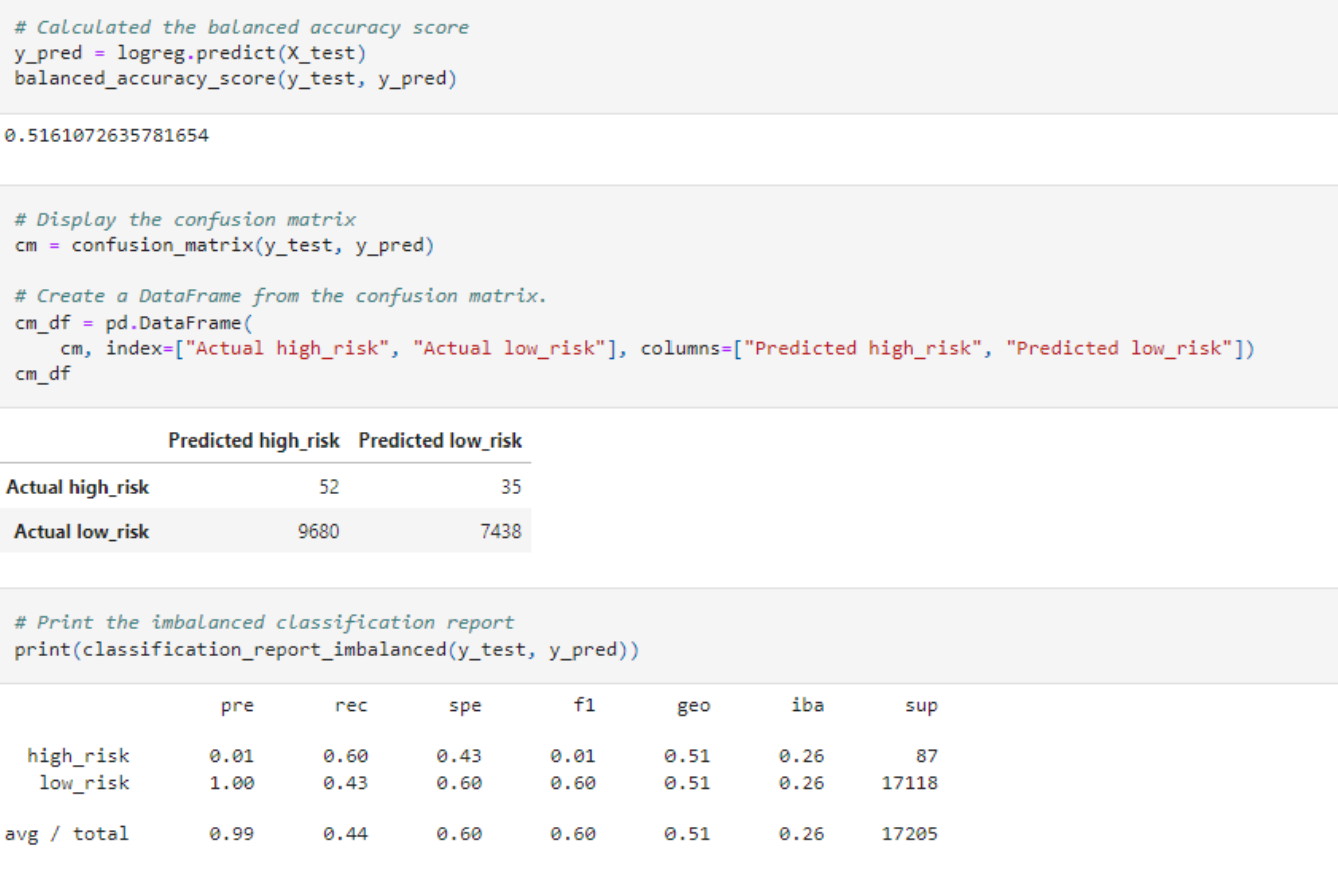 # Calculated the balanced accuracy score
y_pred = logreg.predict(X_test)
balanced_accuracy_score(y_test, y_pred)
0.5161072635781654
# Display the confusion matrix
cm = confusion_matrix(y_test, y_pred)
# Create a DataFrame from the confusion matrix.
cm_df = pd.DataFrame(
    cm, index=["Actual high_risk", "Actual low_risk"], columns=["Predicted high_risk", "Predicted low_risk"])
cm_df
Predicted high_risk Predicted low_risk
Actual high_risk 52 35
Actual low_risk 9680 7438
# Print the imbalanced classification report
print(classification_report_imbalanced(y_test, y_pred))
pre rec spe f1 geo iba sup
high_risk 0.01 0.60 0.43 0.01 0.51 0.26 87
low_risk 1.00 0.43 0.60 0.60 0.51 0.26 17118
avg / total 0.99 0.44 0.60 0.60 0.51 0.26 17205